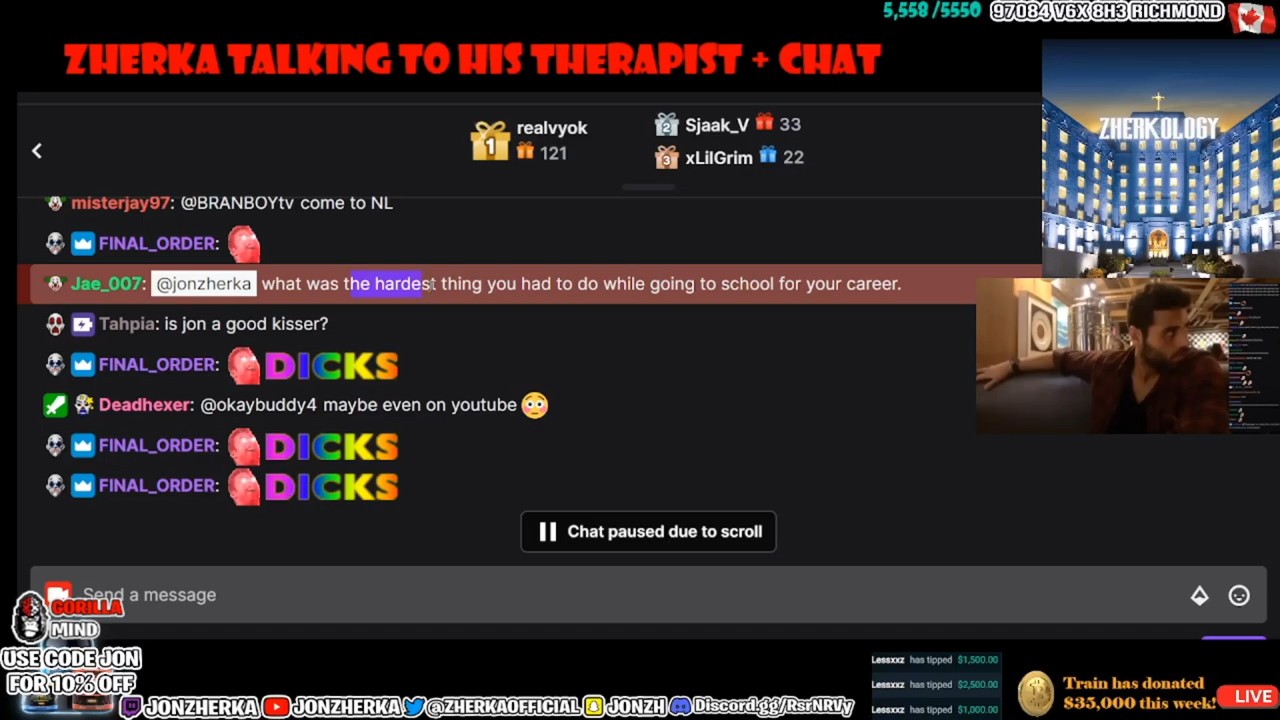 5,558 /5550
97084 V6X 8H3 RICHMOND
ZHERKA TALKING TO HIS THERAPIST + CHAT
ZHERKOLOGY
1
realvyok
121
2
Sjaak_V
33
3
xLilGrim
22
misterjay97: @BRANBOYtv come to NL
FINAL_ORDER:
Jae_007: @jonzherka what was the hardest thing you had to do while going to school for your career.
Tahpia: is jon a good kisser?
FINAL_ORDER: DICKS
Deadhexer: @okaybuddy4 maybe even on youtube
FINAL_ORDER: DICKS
FINAL_ORDER: DICKS
Chat paused due to scroll
Send a message
GORILLA
MIND
USE CODE JON
FOR 10% OFF
JONZHERKA
JONZHERKA
@ZHERKAOFFICIAL
JONZH
Discord.gg/RsrNRVy
Lessxxz has tipped $1,500.00
Lessxxz has tipped $2,500.00
Lessxxz has tipped $1,000.00
Train has donated
$35,000 this week!
LIVE